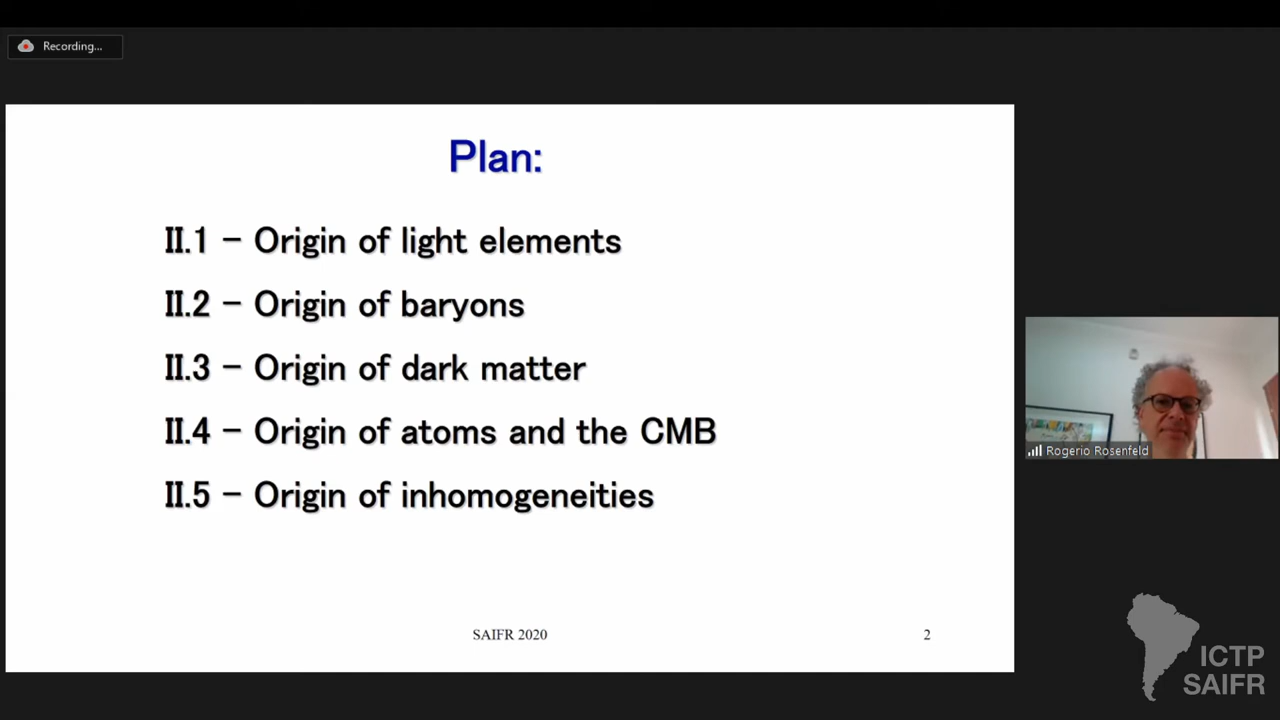 Recording...
Plan:
II.1 – Origin of light elements
II.2 – Origin of baryons
II.3 – Origin of dark matter
II.4 – Origin of atoms and the CMB
II.5 – Origin of inhomogeneities
SAIFR 2020
2
Rogerio Rosenfeld
ICTP
SAIFR